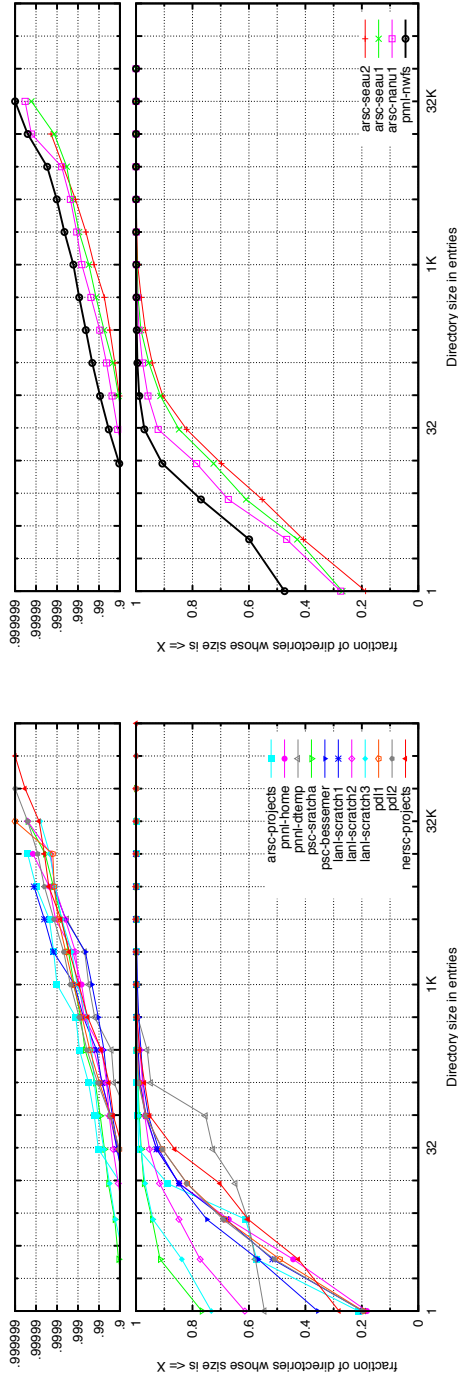 .999999
.99999
.9999
.999
.99
.9
1
0.8
0.6
0.4
0.2
0
fraction of directories whose size is <= X
1
32
1K
32K
Directory size in entries
arsc-projects
pnnl-home
pnnl-dtemp
psc-sratcha
psc-bessemer
lanl-scratch1
lanl-scratch2
lanl-scratch3
pdl1
pdl2
nersc-projects
.999999
.99999
.9999
.999
.99
.9
1
0.8
0.6
0.4
0.2
0
fraction of directories whose size is <= X
1
32
1K
32K
Directory size in entries
arsc-seau2
arsc-seau1
arsc-nanu1
pnnl-nwfs